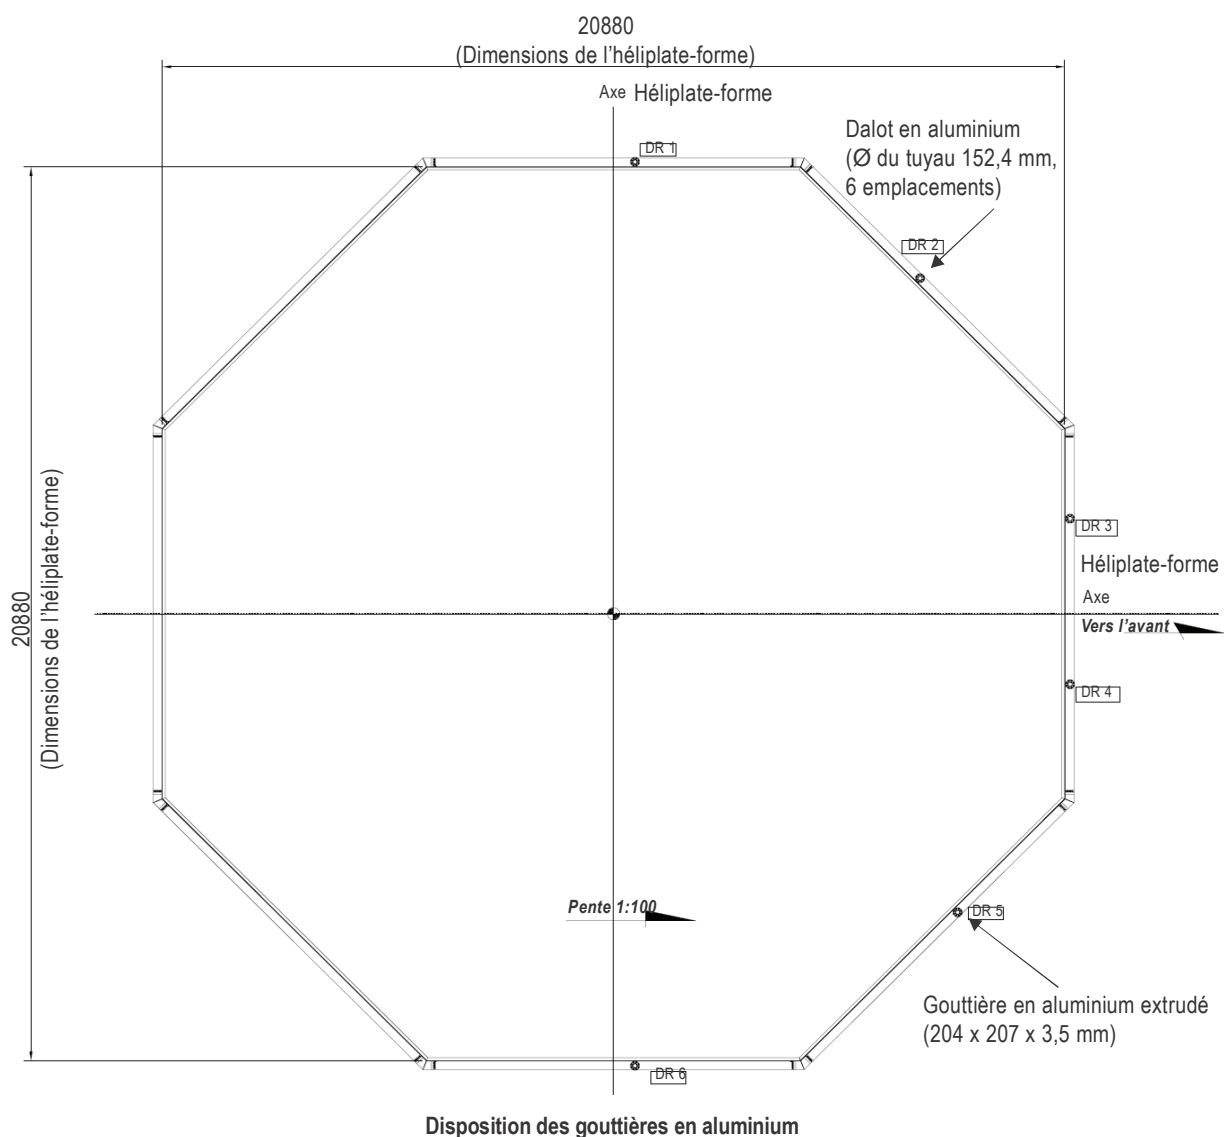 20880
(Dimensions de l'héliplate-forme)
Axe Héliplate-forme
DR 1
Dalot en aluminium
(Ø du tuyau 152,4 mm,
6 emplacements)
DR 2
DR 3
Héliplate-forme
Axe
Vers l'avant
20880
(Dimensions de l'héliplate-forme)
DR 4
Pente 1:100
DR 5
Gouttière en aluminium extrudé
(204 x 207 x 3,5 mm)
DR 6
Disposition des gouttières en aluminium